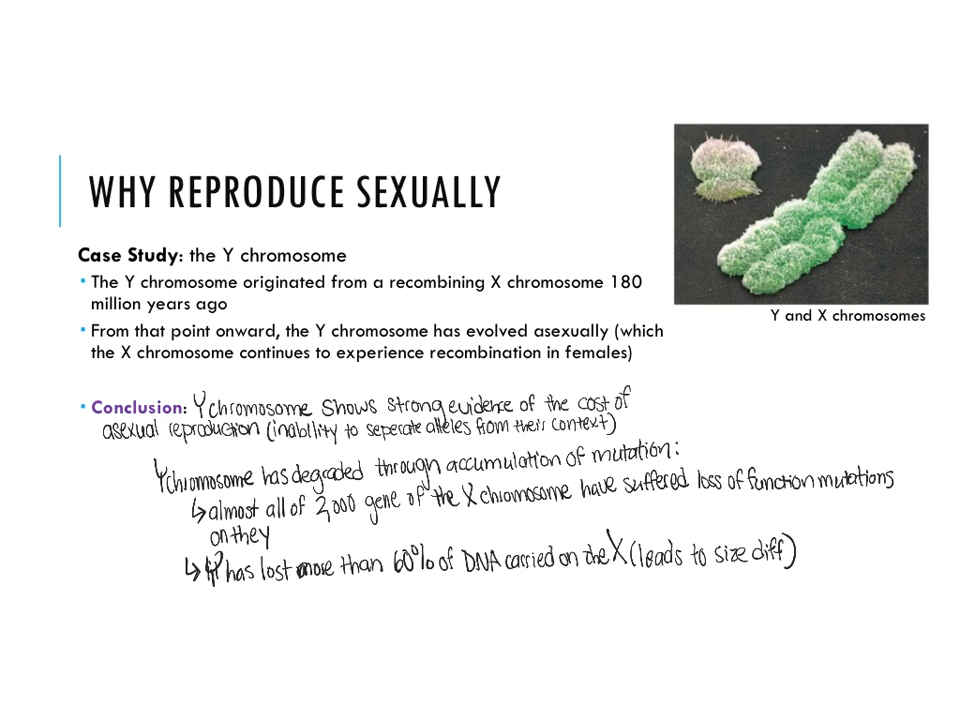 WHY REPRODUCE SEXUALLY
Case Study: the Y chromosome
▪ The Y chromosome originated from a recombining X chromosome 180
million years ago
▪ From that point onward, the Y chromosome has evolved asexually (which
the X chromosome continues to experience recombination in females)
Y and X chromosomes
▪ Conclusion: Y chromosome shows strong evidence of the cost of
asexual reproduction (inability to seperate alleles from their context)
Y chromosome has degraded through accumulation of mutation:
↳ almost all of 2,000 gene of the X chromosome have suffered loss of function mutations
on the y
↳ has lost more than 60% of DNA carried on the X (leads to size diff)